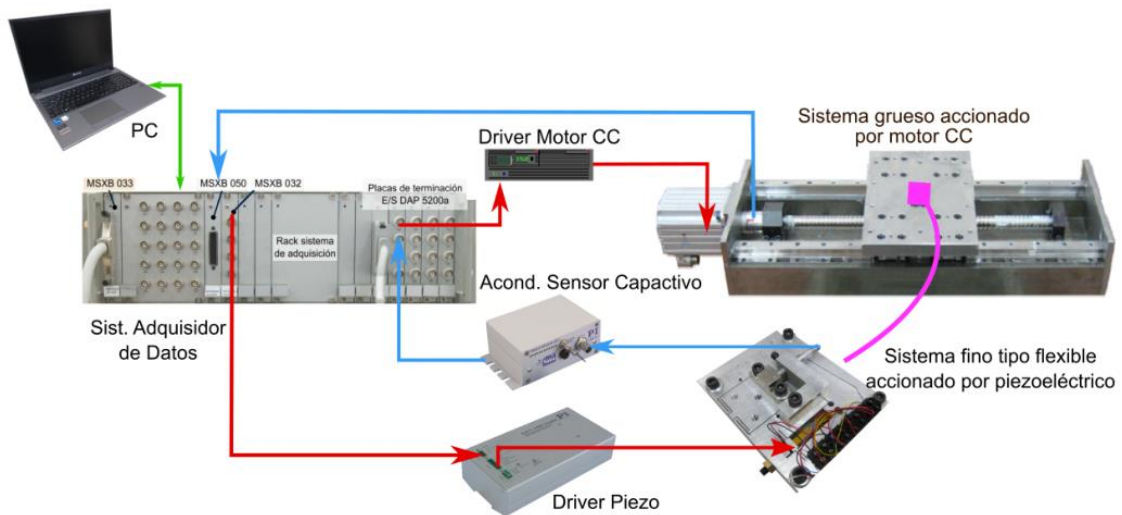 Sistema grueso accionado
por motor CC
PC
Driver Motor CC
MSXB 033
MSXB 050
MSXB 032
Placas de terminación
E/S DAP 5200a
Rack sistema
de adquisición
Acond. Sensor Capactivo
Sist. Adquisidor
de Datos
PI
Sistema fino tipo flexible
accionado por piezoeléctrico
PI
Driver Piezo